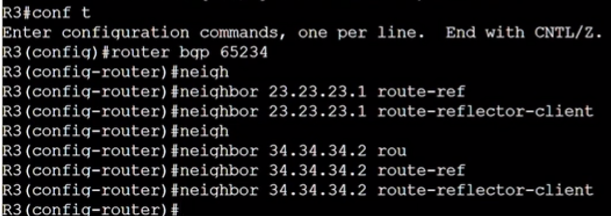 R3#conf t
Enter configuration commands, one per line.  End with CNTL/Z.
R3(config)#router bgp 65234
R3(config-router)#neigh
R3(config-router)#neighbor 23.23.23.1 route-ref
R3(config-router)#neighbor 23.23.23.1 route-reflector-client
R3(config-router)#neigh
R3(config-router)#neighbor 34.34.34.2 rou
R3(config-router)#neighbor 34.34.34.2 route-ref
R3(config-router)#neighbor 34.34.34.2 route-reflector-client
R3(config-router)#